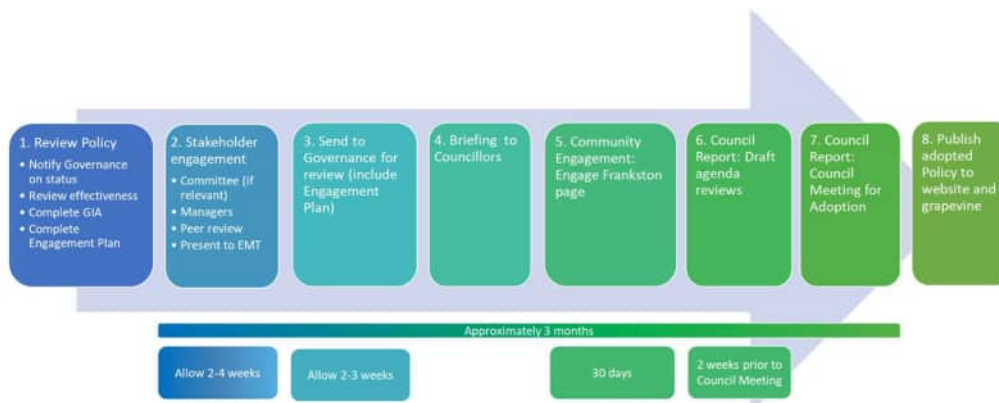 1. Review Policy
• Notify Governance
on status
• Review effectiveness
• Complete GIA
• Complete
Engagement Plan
2. Stakeholder
engagement
• Committee (if
relevant)
• Managers
• Peer review
• Present to EMT
3. Send to
Governance for
review (include
Engagement
Plan)
4. Briefing to
Councillors
5. Community
Engagement:
Engage Frankston
page
6. Council
Report: Draft
agenda
reviews
7. Council
Report:
Council
Meeting for
Adoption
8. Publish
adopted
Policy to
website and
grapevine
Approximately 3 months
Allow 2-4 weeks
Allow 2-3 weeks
30 days
2 weeks prior to
Council Meeting